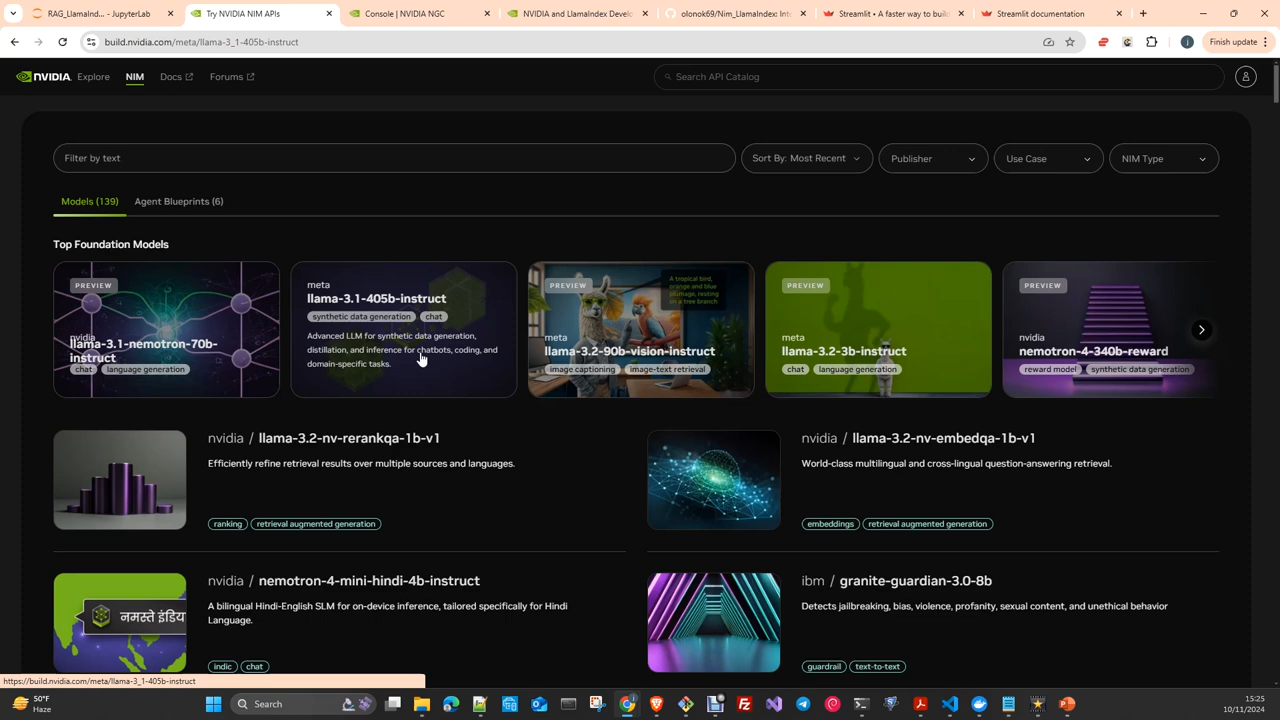 RAG_LlamaInd... - JupyterLab
Try NVIDIA NIM APIs
Console | NVIDIA NGC
NVIDIA and LlamaIndex Develo
olonok69/Nim_LlamaIndex: Inte
Streamlit • A faster way to build
Streamlit documentation
build.nvidia.com/meta/llama-3_1-405b-instruct
j
Finish update
NVIDIA.
Explore
NIM
Docs
Forums
Search API Catalog
Filter by text
Sort By: Most Recent
Publisher
Use Case
NIM Type
Models (139)
Agent Blueprints (6)
Top Foundation Models
PREVIEW
nvidia
llama-3.1-nemotron-70b-
instruct
chat
language generation
meta
llama-3.1-405b-instruct
synthetic data generation
chat
Advanced LLM for synthetic data generation,
distillation, and inference for chatbots, coding, and
domain-specific tasks.
PREVIEW
A tropical bird,
orange and blue
plumage, resting
on a tree branch
meta
llama-3.2-90b-vision-instruct
image captioning
image-text retrieval
PREVIEW
meta
llama-3.2-3b-instruct
chat
language generation
PREVIEW
nvidia
nemotron-4-340b-reward
reward model
synthetic data generation
nvidia / llama-3.2-nv-rerankqa-1b-v1
Efficiently refine retrieval results over multiple sources and languages.
ranking
retrieval augmented generation
nvidia / llama-3.2-nv-embedqa-1b-v1
World-class multilingual and cross-lingual question-answering retrieval.
embeddings
retrieval augmented generation
नमस्ते इंडिय
nvidia / nemotron-4-mini-hindi-4b-instruct
A bilingual Hindi-English SLM for on-device inference, tailored specifically for Hindi
Language.
indic
chat
ibm / granite-guardian-3.0-8b
Detects jailbreaking, bias, violence, profanity, sexual content, and unethical behavior
guardrail
text-to-text
https://build.nvidia.com/meta/llama-3_1-405b-instruct
50°F
Haze
Search
15:25
10/11/2024